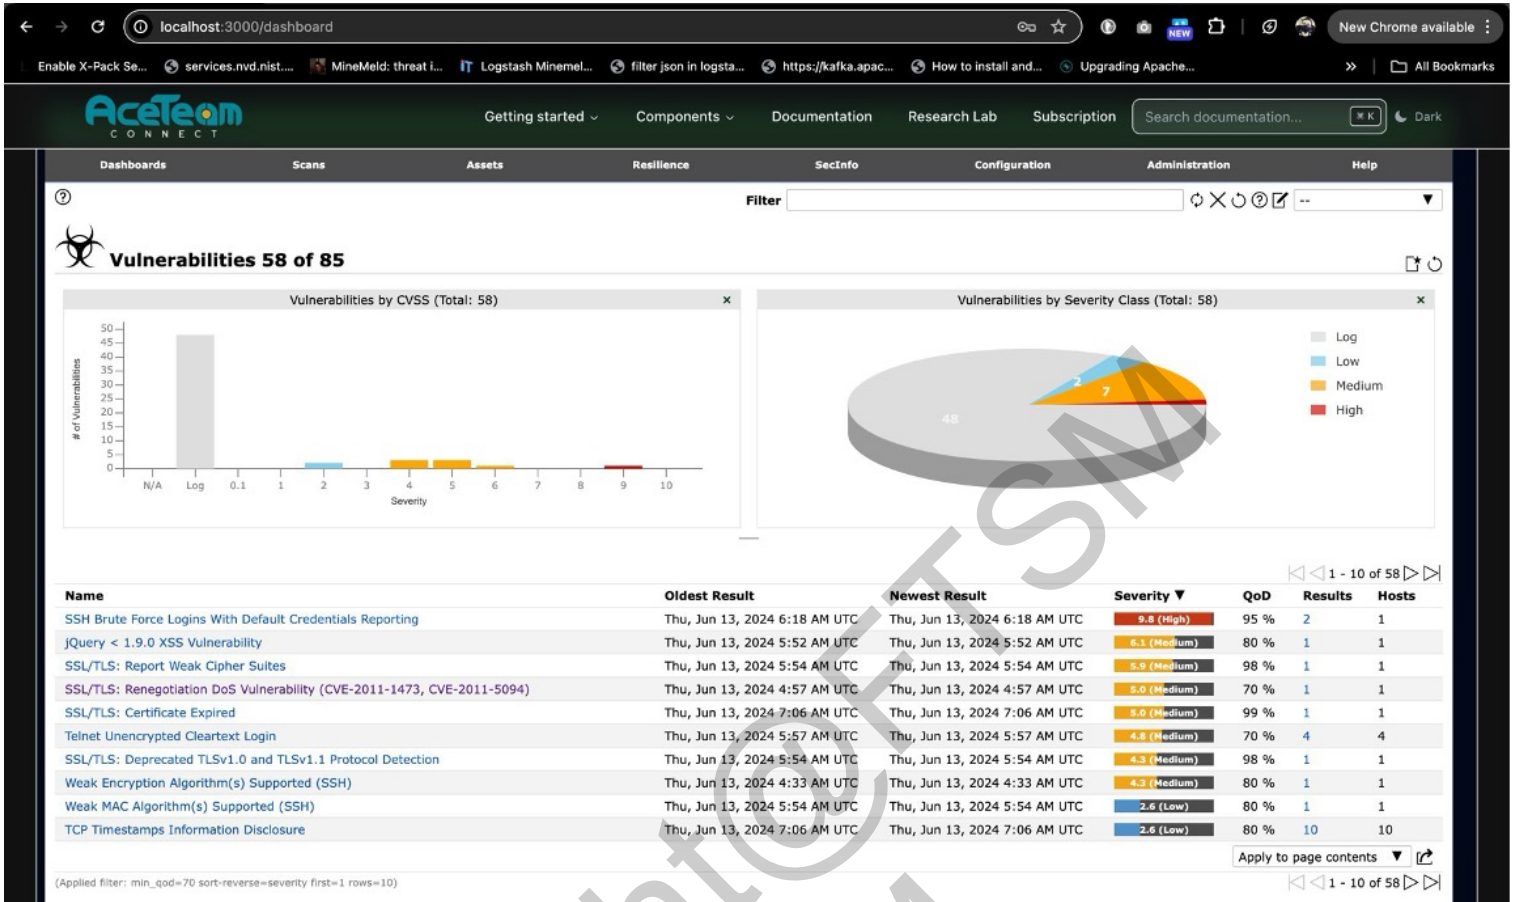 localhost:3000/dashboard
NEW
New Chrome available
Enable X-Pack Se... services.nvd.nist.... MineMeld: threat i... Logstash Minemel... filter json in logsta... https://kafka.apac... How to install and... Upgrading Apache... » All Bookmarks
AceTeam
CONNECT
Getting started Components Documentation Research Lab Subscription Search documentation... ⌘ K Dark
Dashboards Scans Assets Resilience SecInfo Configuration Administration Help
Filter --
Vulnerabilities 58 of 85
Vulnerabilities by CVSS (Total: 58) ×
50
45
40
35
30
25
20
15
10
5
0
# of Vulnerabilities
N/A Log 0.1 1 2 3 4 5 6 7 8 9 10
Severity
Vulnerabilities by Severity Class (Total: 58) ×
Log
Low
Medium
High
2
7
48
1 - 10 of 58
Name Oldest Result Newest Result Severity ▼ QoD Results Hosts
SSH Brute Force Logins With Default Credentials Reporting Thu, Jun 13, 2024 6:18 AM UTC Thu, Jun 13, 2024 6:18 AM UTC 9.8 (High) 95 % 2 1
jQuery < 1.9.0 XSS Vulnerability Thu, Jun 13, 2024 5:52 AM UTC Thu, Jun 13, 2024 5:52 AM UTC 6.1 (Medium) 80 % 1 1
SSL/TLS: Report Weak Cipher Suites Thu, Jun 13, 2024 5:54 AM UTC Thu, Jun 13, 2024 5:54 AM UTC 5.9 (Medium) 98 % 1 1
SSL/TLS: Renegotiation DoS Vulnerability (CVE-2011-1473, CVE-2011-5094) Thu, Jun 13, 2024 4:57 AM UTC Thu, Jun 13, 2024 4:57 AM UTC 5.0 (Medium) 70 % 1 1
SSL/TLS: Certificate Expired Thu, Jun 13, 2024 7:06 AM UTC Thu, Jun 13, 2024 7:06 AM UTC 5.0 (Medium) 99 % 1 1
Telnet Unencrypted Cleartext Login Thu, Jun 13, 2024 5:57 AM UTC Thu, Jun 13, 2024 5:57 AM UTC 4.8 (Medium) 70 % 4 4
SSL/TLS: Deprecated TLSv1.0 and TLSv1.1 Protocol Detection Thu, Jun 13, 2024 5:54 AM UTC Thu, Jun 13, 2024 5:54 AM UTC 4.3 (Medium) 98 % 1 1
Weak Encryption Algorithm(s) Supported (SSH) Thu, Jun 13, 2024 4:33 AM UTC Thu, Jun 13, 2024 4:33 AM UTC 4.3 (Medium) 80 % 1 1
Weak MAC Algorithm(s) Supported (SSH) Thu, Jun 13, 2024 5:54 AM UTC Thu, Jun 13, 2024 5:54 AM UTC 2.6 (Low) 80 % 1 1
TCP Timestamps Information Disclosure Thu, Jun 13, 2024 7:06 AM UTC Thu, Jun 13, 2024 7:06 AM UTC 2.6 (Low) 80 % 10 10
Apply to page contents ▼
(Applied filter: min_qod=70 sort-reverse=severity first=1 rows=10) 1 - 10 of 58
ht@FTSM